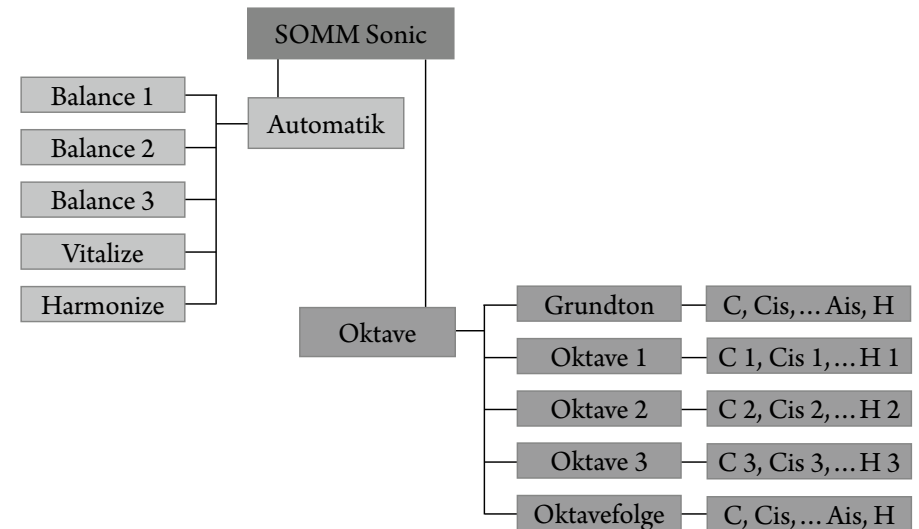 SOMM Sonic
Automatik
Balance 1
Balance 2
Balance 3
Vitalize
Harmonize
Oktave
Grundton
C, Cis, ... Ais, H
Oktave 1
C 1, Cis 1, ... H 1
Oktave 2
C 2, Cis 2, ... H 2
Oktave 3
C 3, Cis 3, ... H 3
Oktavefolge
C, Cis, ... Ais, H